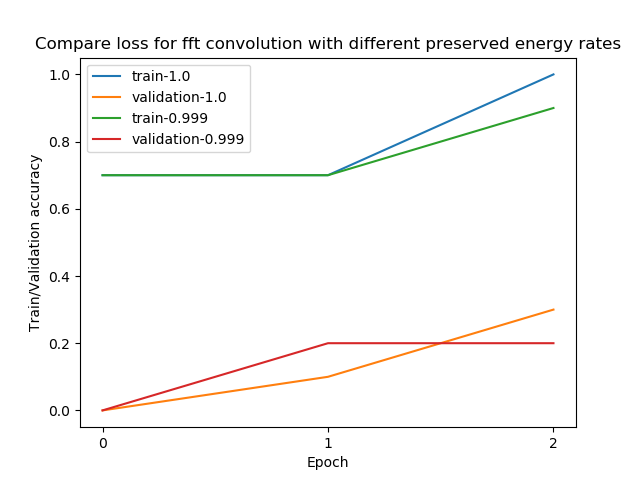 Compare loss for fft convolution with different preserved energy rates
train-1.0
validation-1.0
train-0.999
validation-0.999
Train/Validation accuracy
1.0
0.8
0.6
0.4
0.2
0.0
0 1 2
Epoch